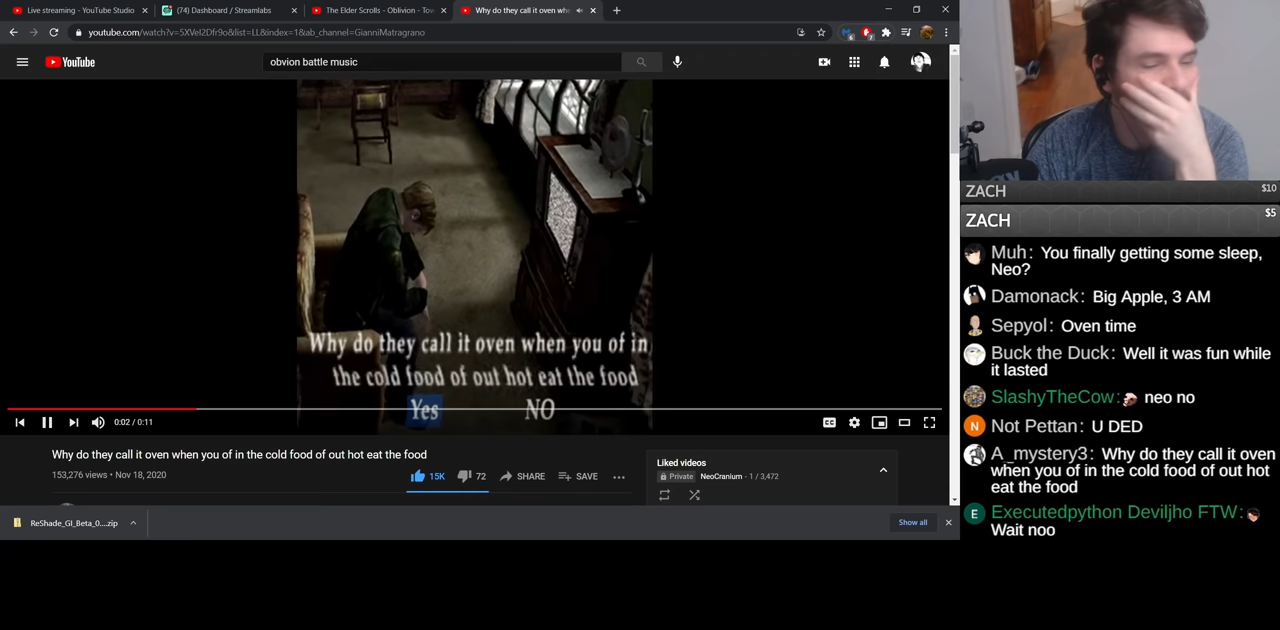 Live streaming - YouTube Studio
(74) Dashboard / Streamlabs
The Elder Scrolls - Oblivion - Tow
Why do they call it oven whe
youtube.com/watch?v=5XVeI2Dfr9o&list=LL&index=1&ab_channel=GianniMatragrano
YouTube
obvion battle music
Why do they call it oven when you of in
the cold food of out hot eat the food
Yes
NO
0:02 / 0:11
Why do they call it oven when you of in the cold food of out hot eat the food
153,276 views • Nov 18, 2020
15K
72
SHARE
SAVE
Liked videos
Private
NeoCranium - 1 / 3,472
ReShade_GI_Beta_0....zip
Show all
ZACH
$10
ZACH
$5
Muh: You finally getting some sleep,
Neo?
Damonack: Big Apple, 3 AM
Sepyol: Oven time
Buck the Duck: Well it was fun while
it lasted
SlashyTheCow: neo no
N
Not Pettan: U DED
A_mystery3: Why do they call it oven
when you of in the cold food of out hot
eat the food
E
Executedpython Deviljho FTW:
Wait noo